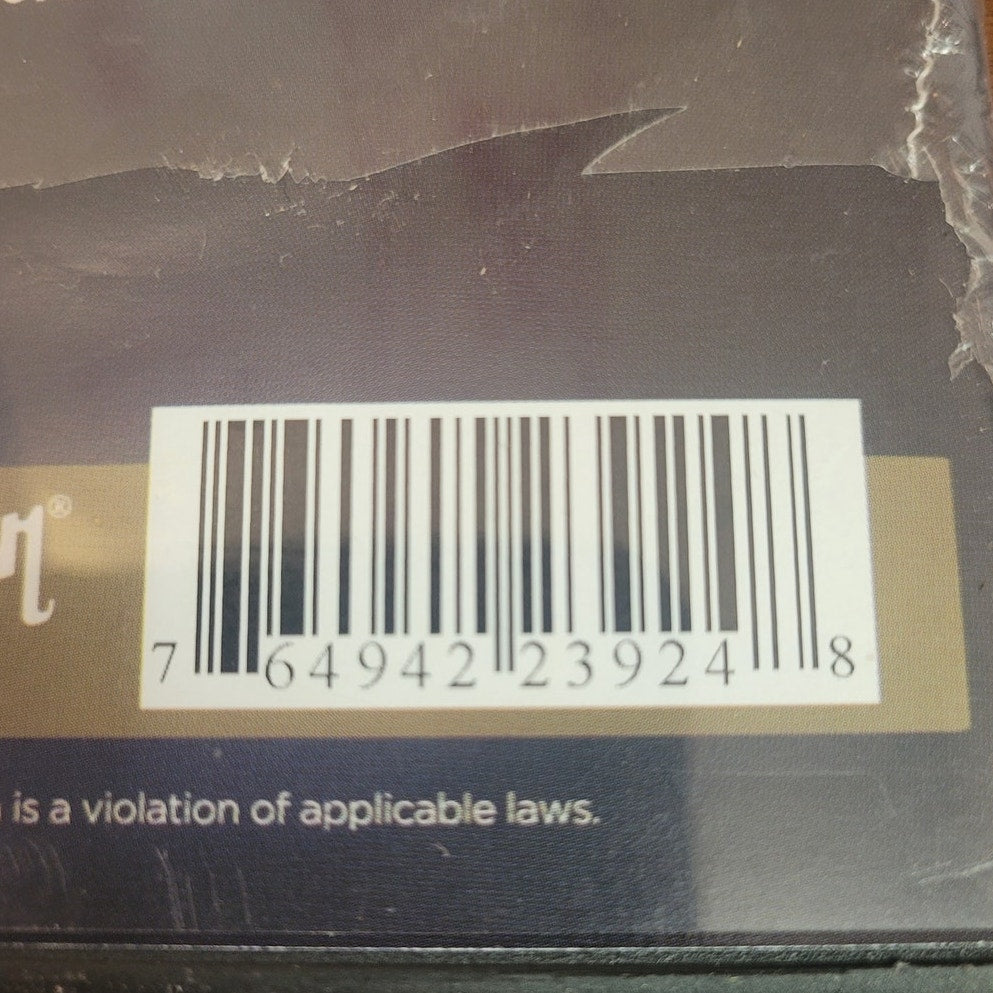 η®
7 64942 23924 8
is a violation of applicable laws.